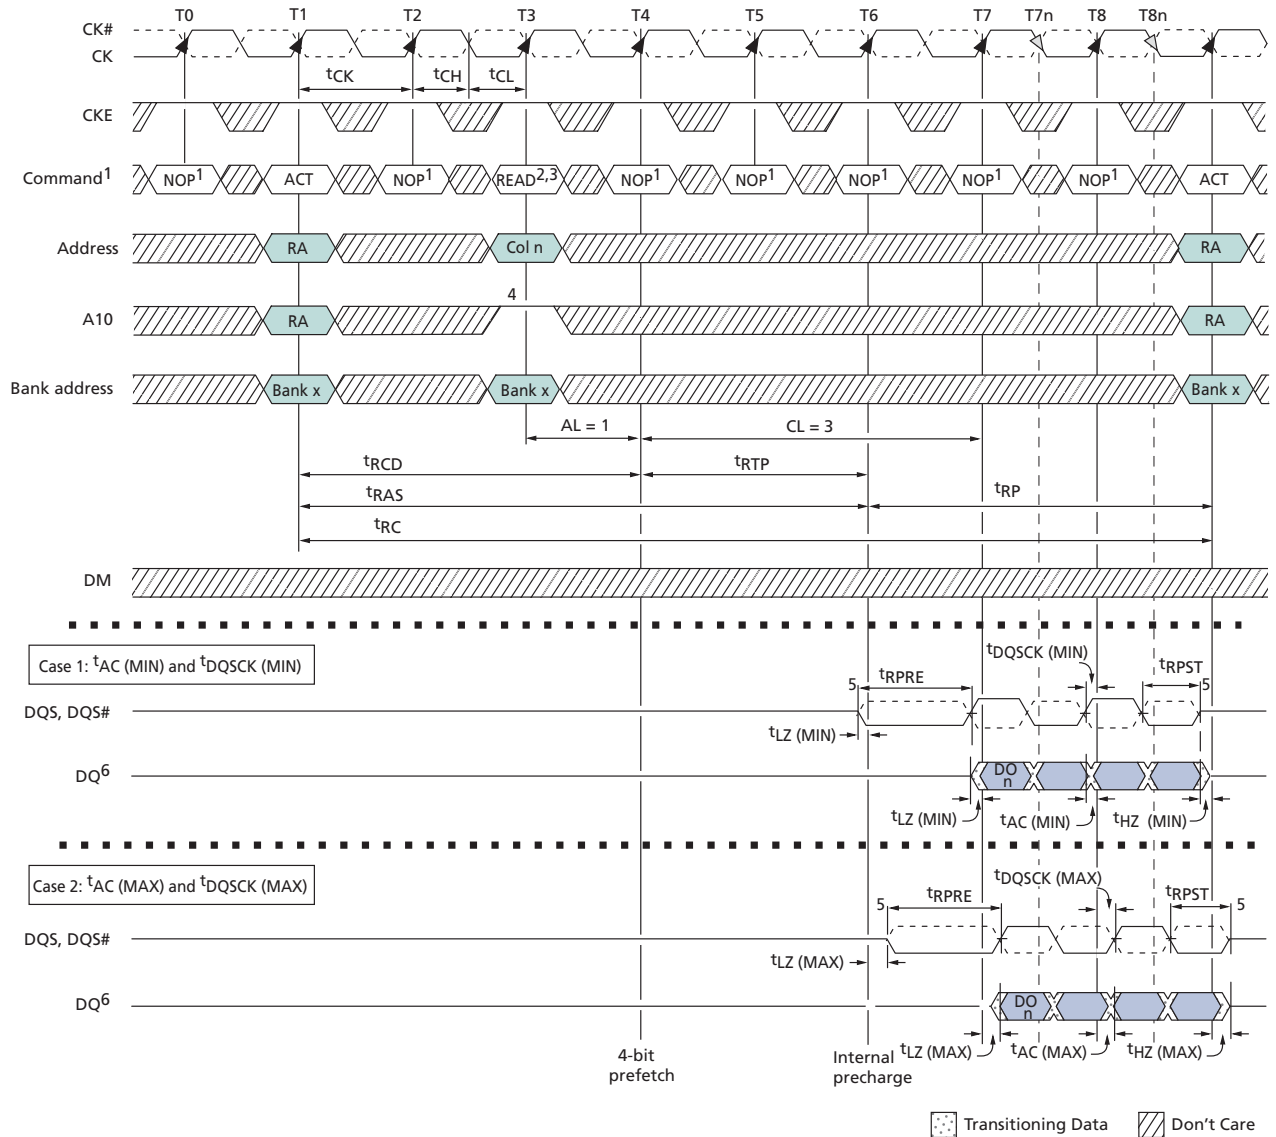 T0 T1 T2 T3 T4 T5 T6 T7 T7n T8 T8n
CK#
CK
tCK tCH tCL
CKE
Command1 NOP1 ACT NOP1 READ2,3 NOP1 NOP1 NOP1 NOP1 NOP1 ACT
Address RA Col n RA
4
A10 RA RA
Bank address Bank x Bank x Bank x
AL = 1 CL = 3
tRCD tRTP
tRAS tRP
tRC
DM
Case 1: tAC (MIN) and tDQSCK (MIN)
tDQSCK (MIN)
5 tRPRE tRPST 5
DQS, DQS#
tLZ (MIN)
DQ6 DO
n
tLZ (MIN) tAC (MIN) tHZ (MIN)
Case 2: tAC (MAX) and tDQSCK (MAX)
tDQSCK (MAX)
5 tRPRE tRPST 5
DQS, DQS#
tLZ (MAX)
DQ6 DO
n
tLZ (MAX) tAC (MAX) tHZ (MAX)
4-bit
prefetch
Internal
precharge
Transitioning Data Don't Care